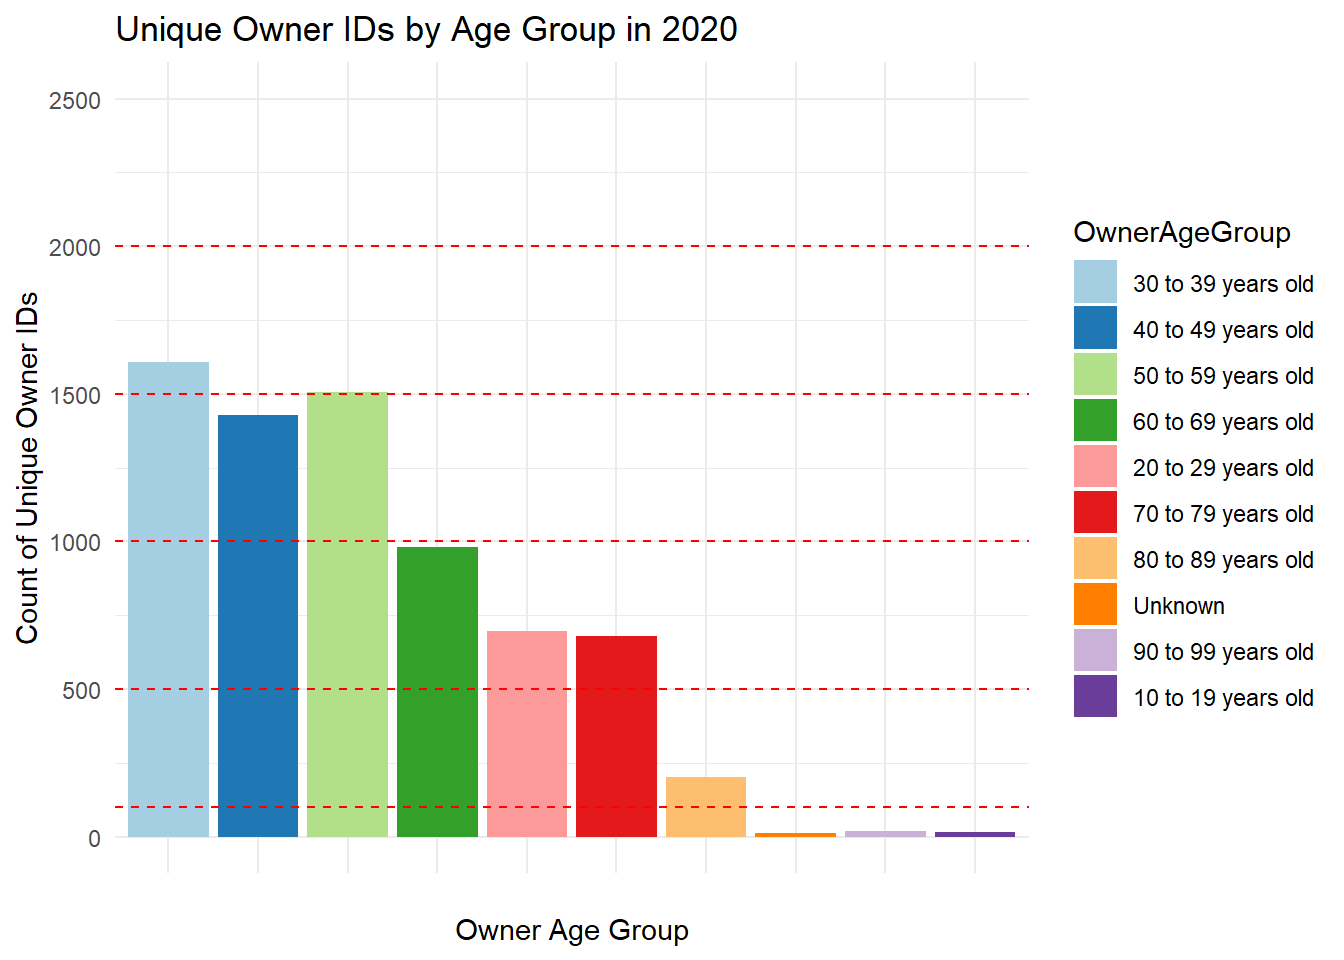 Unique Owner IDs by Age Group in 2020
2500
2000
1500
1000
500
0
Count of Unique Owner IDs
Owner Age Group
OwnerAgeGroup
30 to 39 years old
40 to 49 years old
50 to 59 years old
60 to 69 years old
20 to 29 years old
70 to 79 years old
80 to 89 years old
Unknown
90 to 99 years old
10 to 19 years old